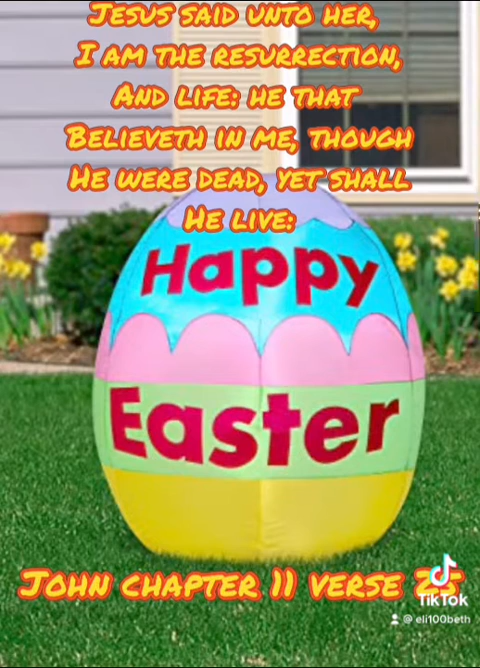 Jesus said unto her,
I am the resurrection,
And life: he that
Believeth in me, though
He were dead, yet shall
He live:
Happy
Easter
John chapter 11 verse 25
TikTok
@ eli100beth